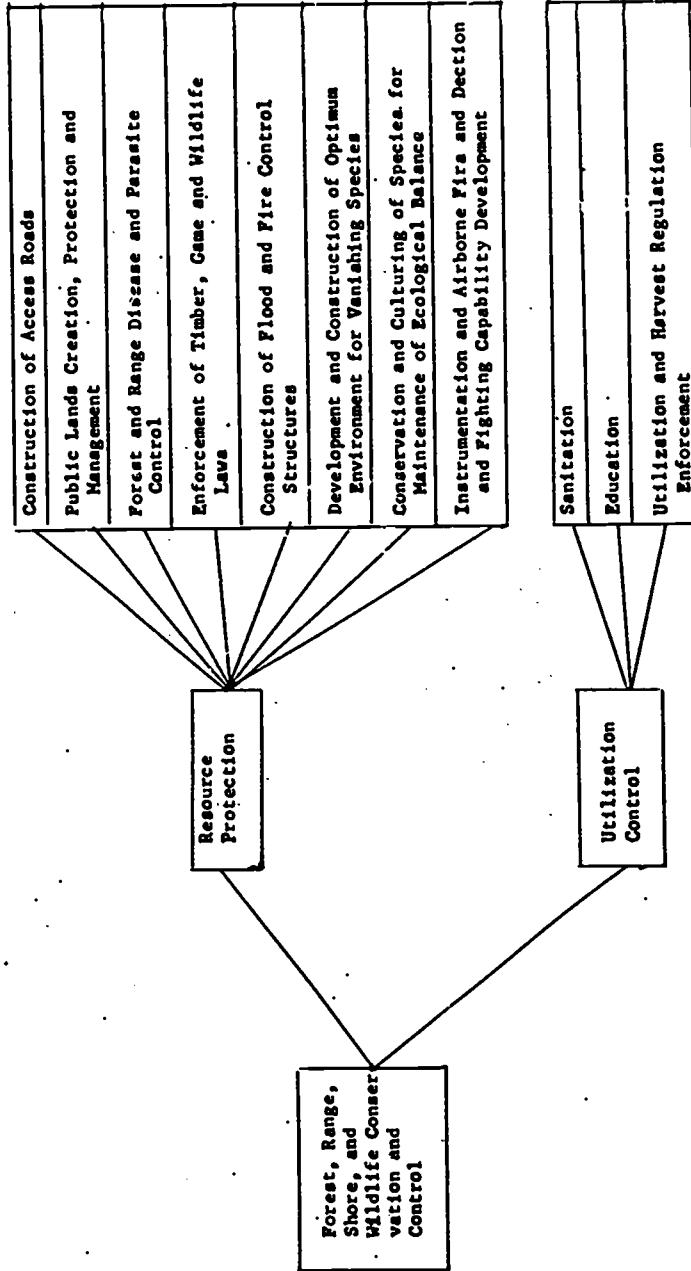 Forest, Range,
Shore, and
Wildlife Conser
vation and
Control
Resource
Protection
Construction of Access Roads
Public Lands Creation, Protection and
Management
Forest and Range Disease and Parasite
Control
Enforcement of Timber, Game and Wildlife
Laws
Construction of Flood and Fire Control
Structures
Development and Construction of Optimum
Environment for Vanishing Species
Conservation and Culturing of Species for
Maintenance of Ecological Balance
Instrumentation and Airborne Fire and Dection
and Fighting Capability Development
Utilization
Control
Sanitation
Education
Utilization and Harvest Regulation
Enforcement